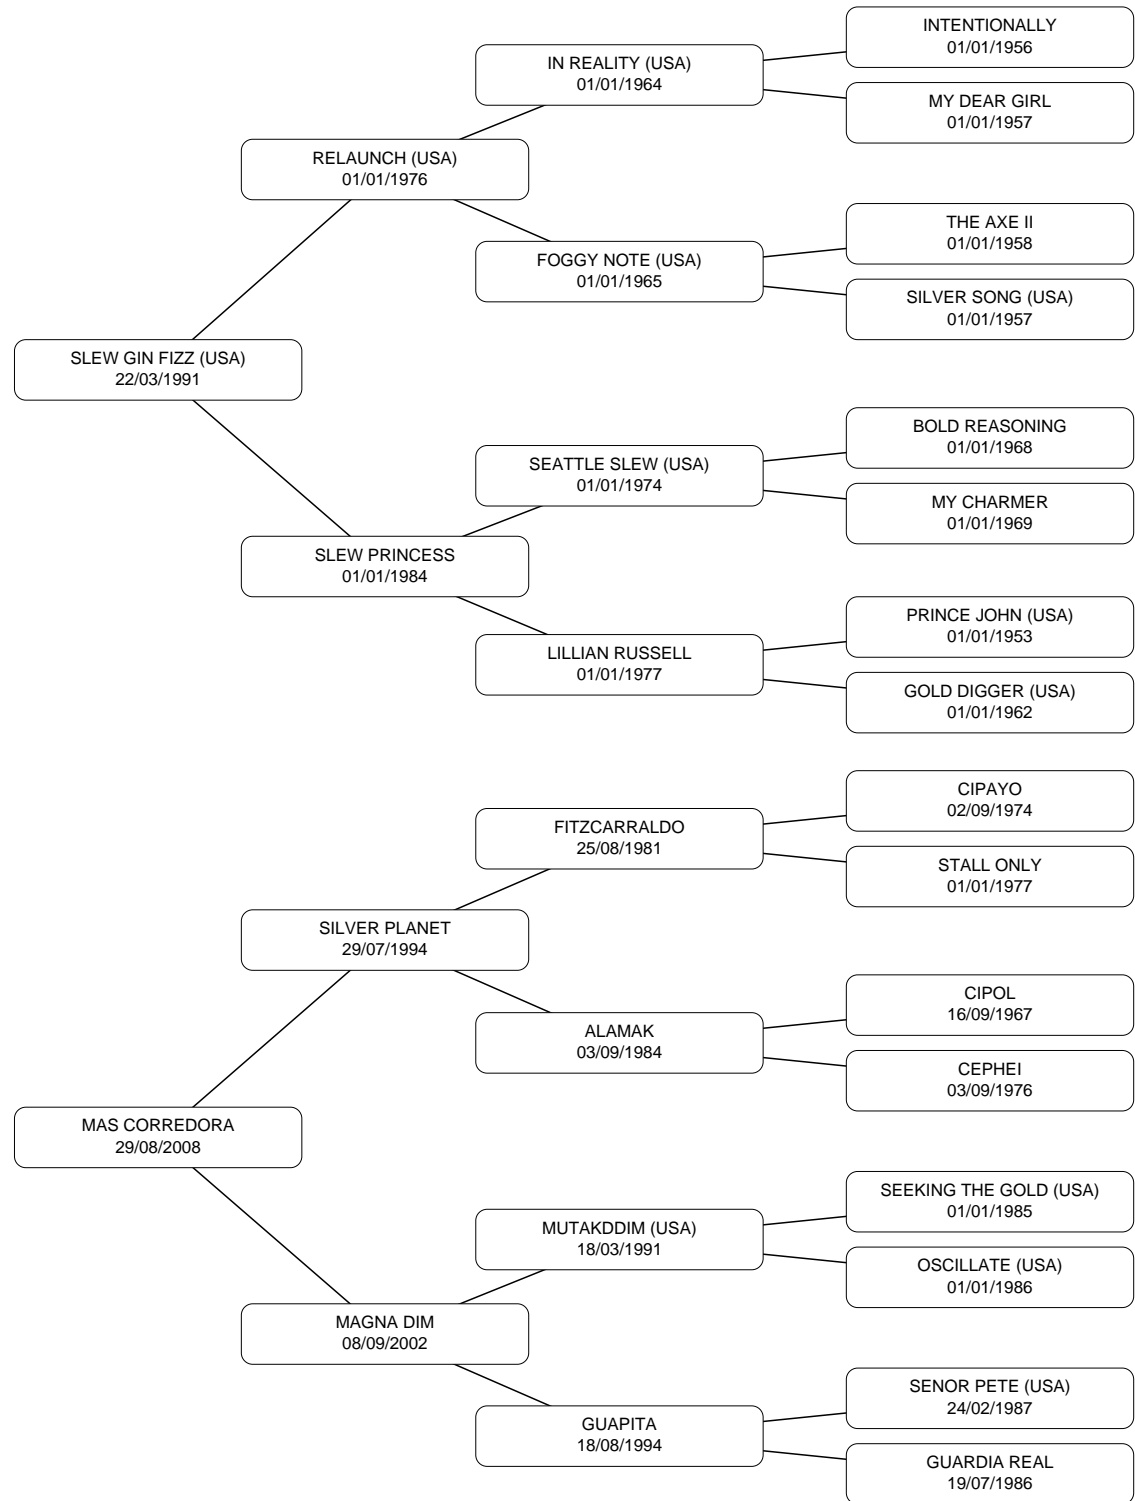 INTENTIONALLY
01/01/1956
IN REALITY (USA)
01/01/1964
MY DEAR GIRL
01/01/1957
RELAUNCH (USA)
01/01/1976
THE AXE II
01/01/1958
FOGGY NOTE (USA)
01/01/1965
SILVER SONG (USA)
01/01/1957
SLEW GIN FIZZ (USA)
22/03/1991
BOLD REASONING
01/01/1968
SEATTLE SLEW (USA)
01/01/1974
MY CHARMER
01/01/1969
SLEW PRINCESS
01/01/1984
PRINCE JOHN (USA)
01/01/1953
LILLIAN RUSSELL
01/01/1977
GOLD DIGGER (USA)
01/01/1962
CIPAYO
02/09/1974
FITZCARRALDO
25/08/1981
STALL ONLY
01/01/1977
SILVER PLANET
29/07/1994
CIPOL
16/09/1967
ALAMAK
03/09/1984
CEPHEI
03/09/1976
MAS CORREDORA
29/08/2008
SEEKING THE GOLD (USA)
01/01/1985
MUTAKDDIM (USA)
18/03/1991
OSCILLATE (USA)
01/01/1986
MAGNA DIM
08/09/2002
SENOR PETE (USA)
24/02/1987
GUAPITA
18/08/1994
GUARDIA REAL
19/07/1986